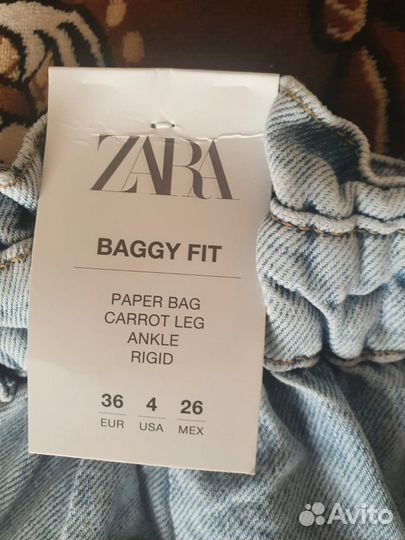 ZARA
BAGGY FIT
PAPER BAG
CARROT LEG
ANKLE
RIGID
36 4 26
EUR USA MEX
Avito